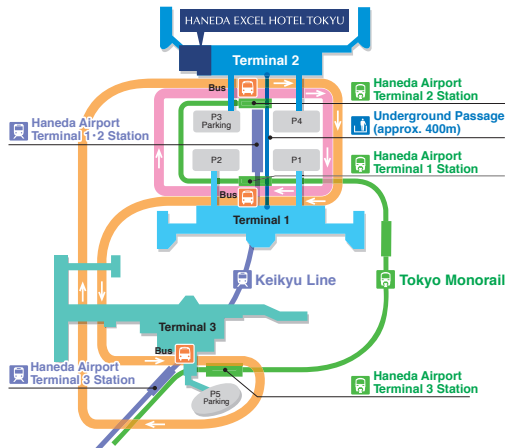 HANEDA EXCEL HOTEL TOKYU
Terminal 2
Bus
Haneda Airport
Terminal 2 Station
P3
Parking
P4
Haneda Airport
Terminal 1·2 Station
Underground Passage
(approx. 400m)
P2
P1
Haneda Airport
Terminal 1 Station
Bus
Terminal 1
Keikyu Line
Tokyo Monorail
Terminal 3
Bus
Haneda Airport
Terminal 3 Station
Haneda Airport
Terminal 3 Station
P5
Parking